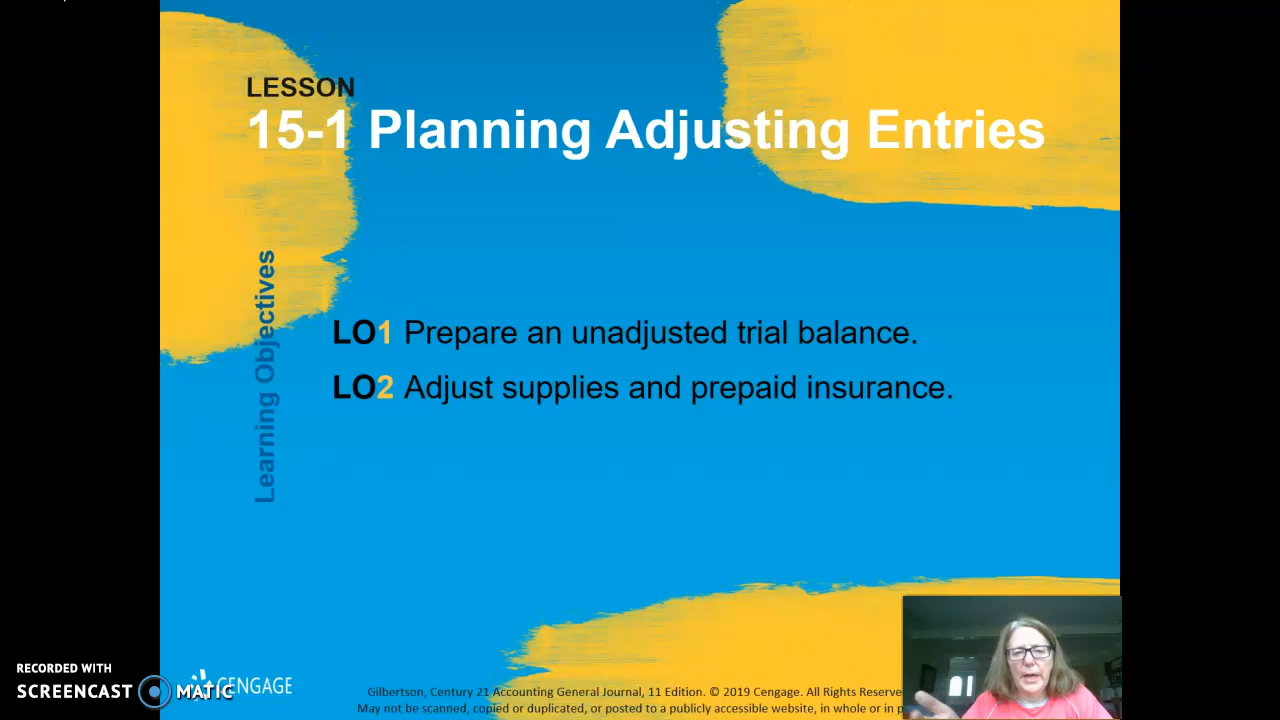 LESSON
15-1 Planning Adjusting Entries
Learning Objectives
LO1 Prepare an unadjusted trial balance.
LO2 Adjust supplies and prepaid insurance.
RECORDED WITH
SCREENCAST MATIC
CENGAGE
Gilbertson, Century 21 Accounting General Journal, 11 Edition. © 2019 Cengage. All Rights Reserve
May not be scanned, copied or duplicated, or posted to a publicly accessible website, in whole or in p